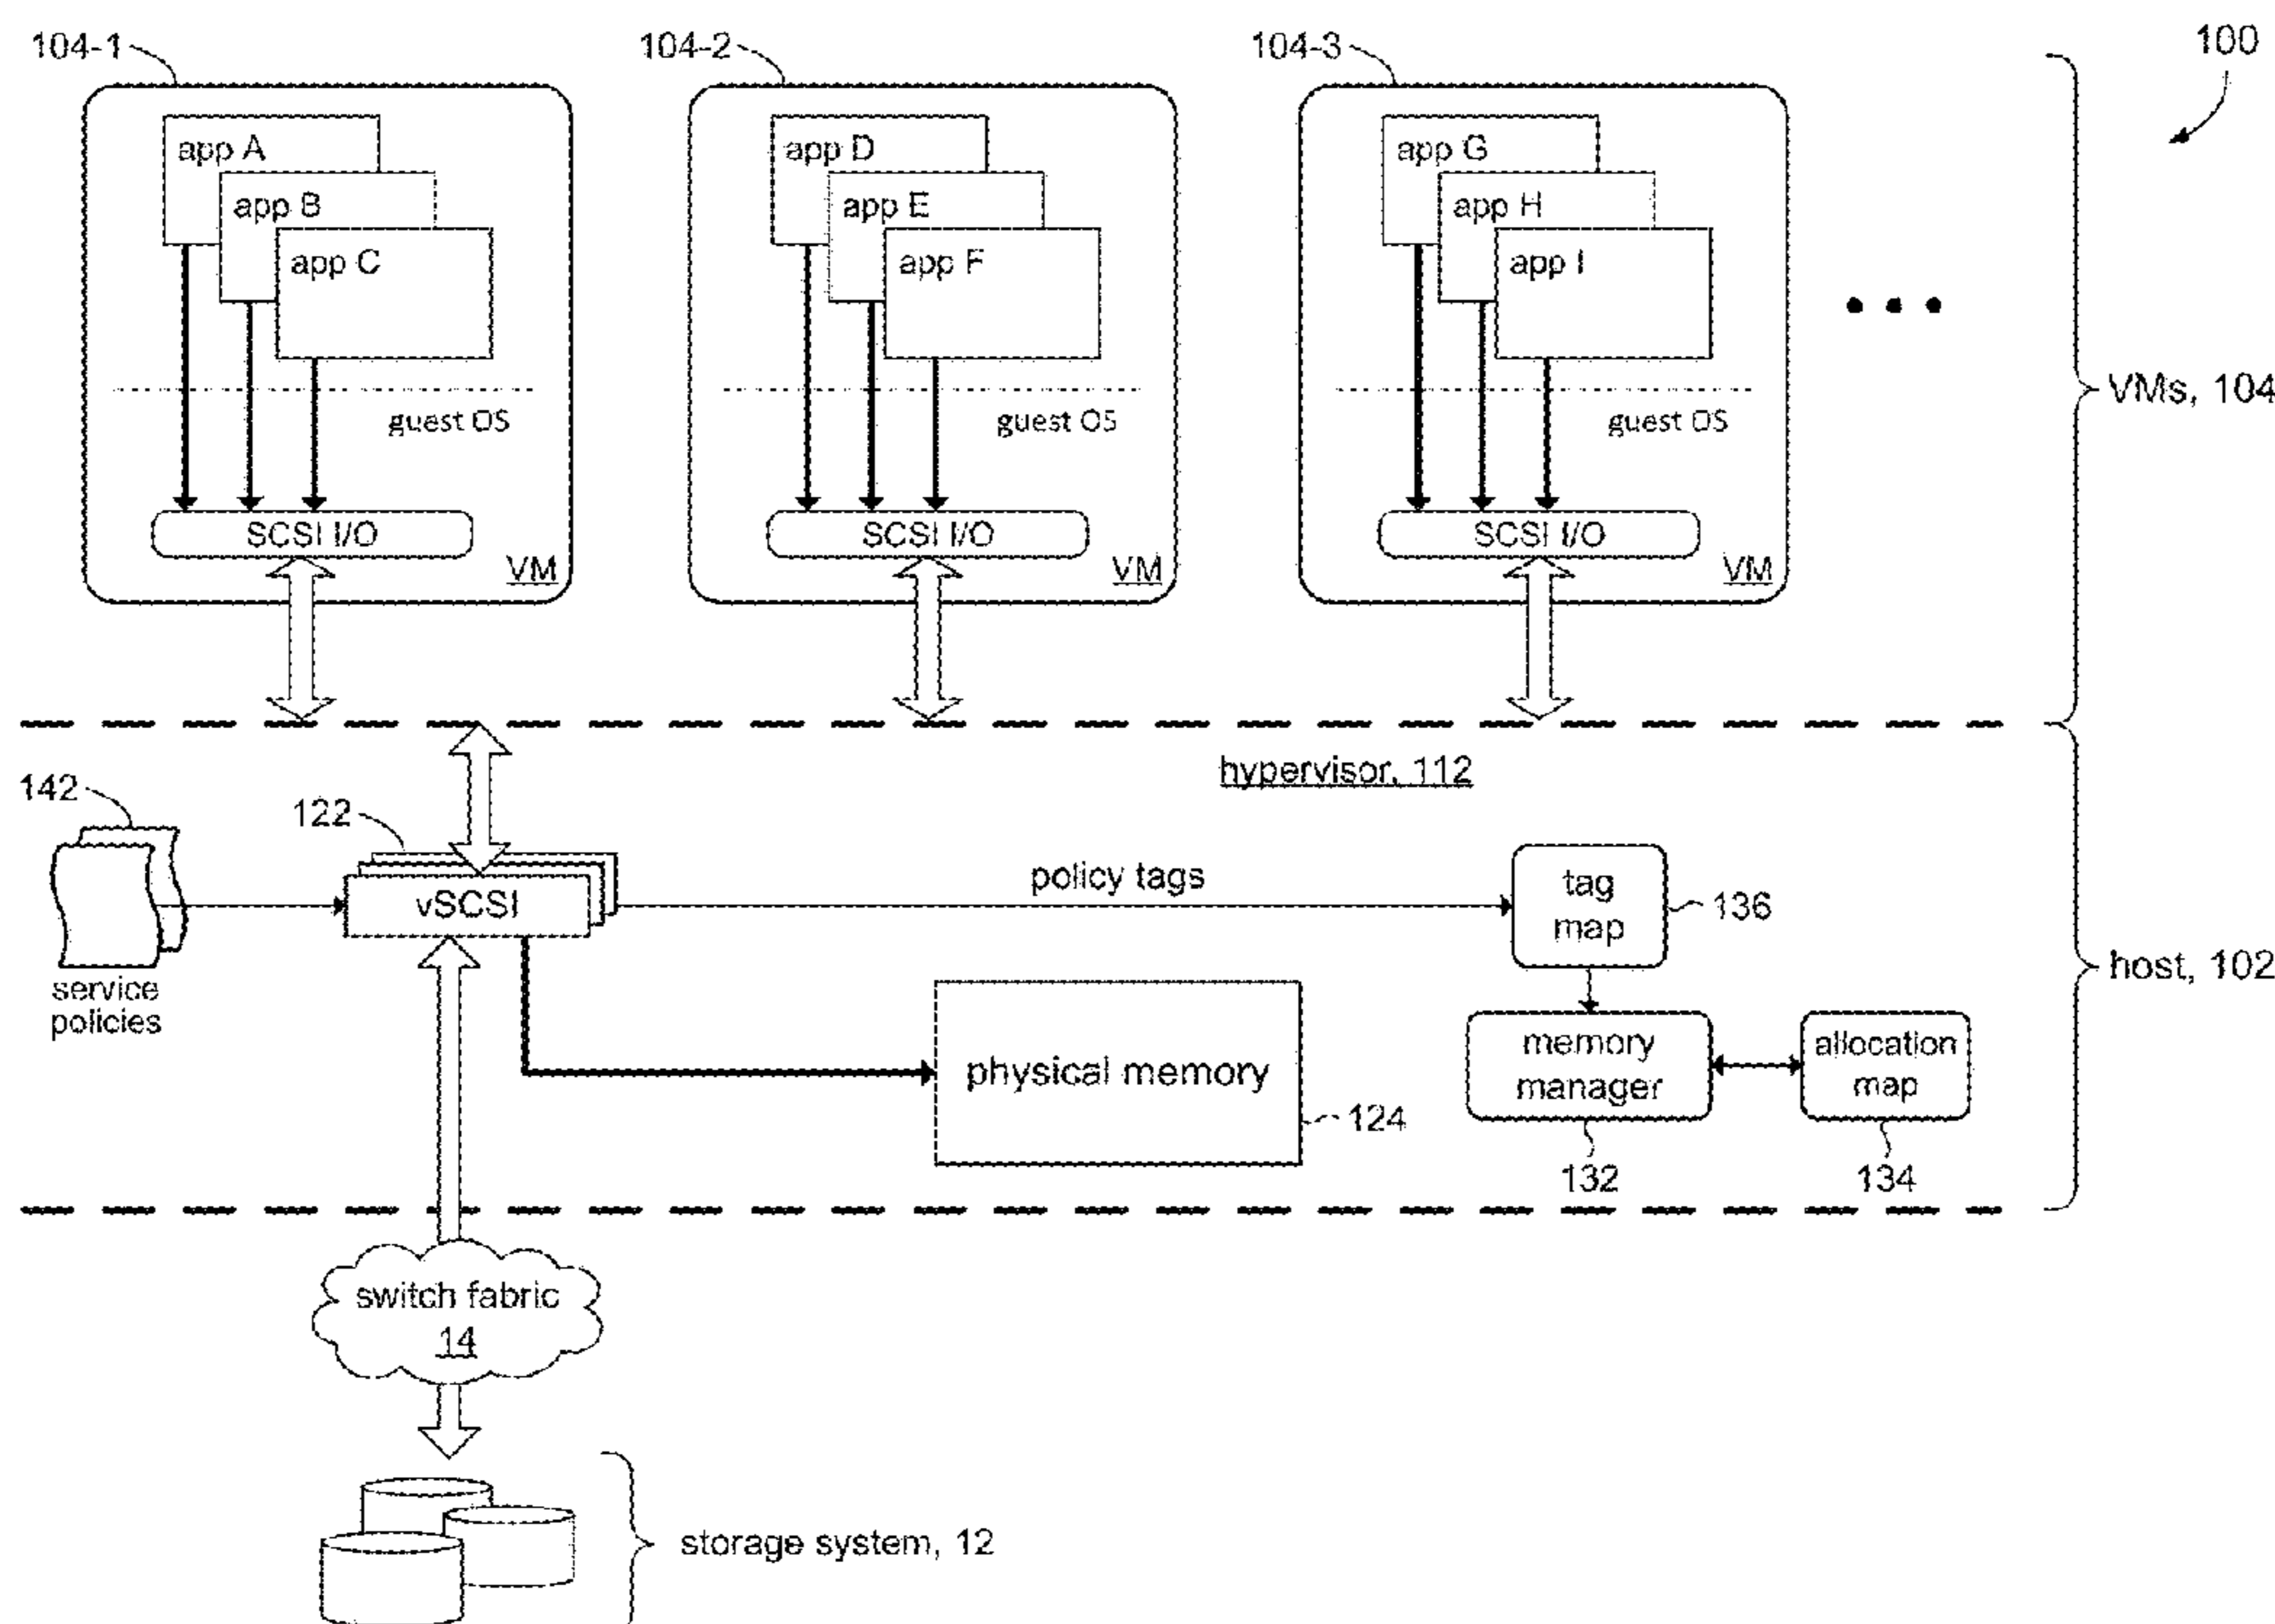 104-1
104-2
104-3
100
app A
app B
app C
app D
app E
app F
app G
app H
app I
guest OS
guest OS
guest OS
SCSI I/O
SCSI I/O
SCSI I/O
VM
VM
VM
VMs, 104
hypervisor, 112
142
122
vSCSI
policy tags
tag
map
136
service
policies
host, 102
physical memory
124
memory
manager
132
allocation
map
134
switch fabric
14
storage system, 12